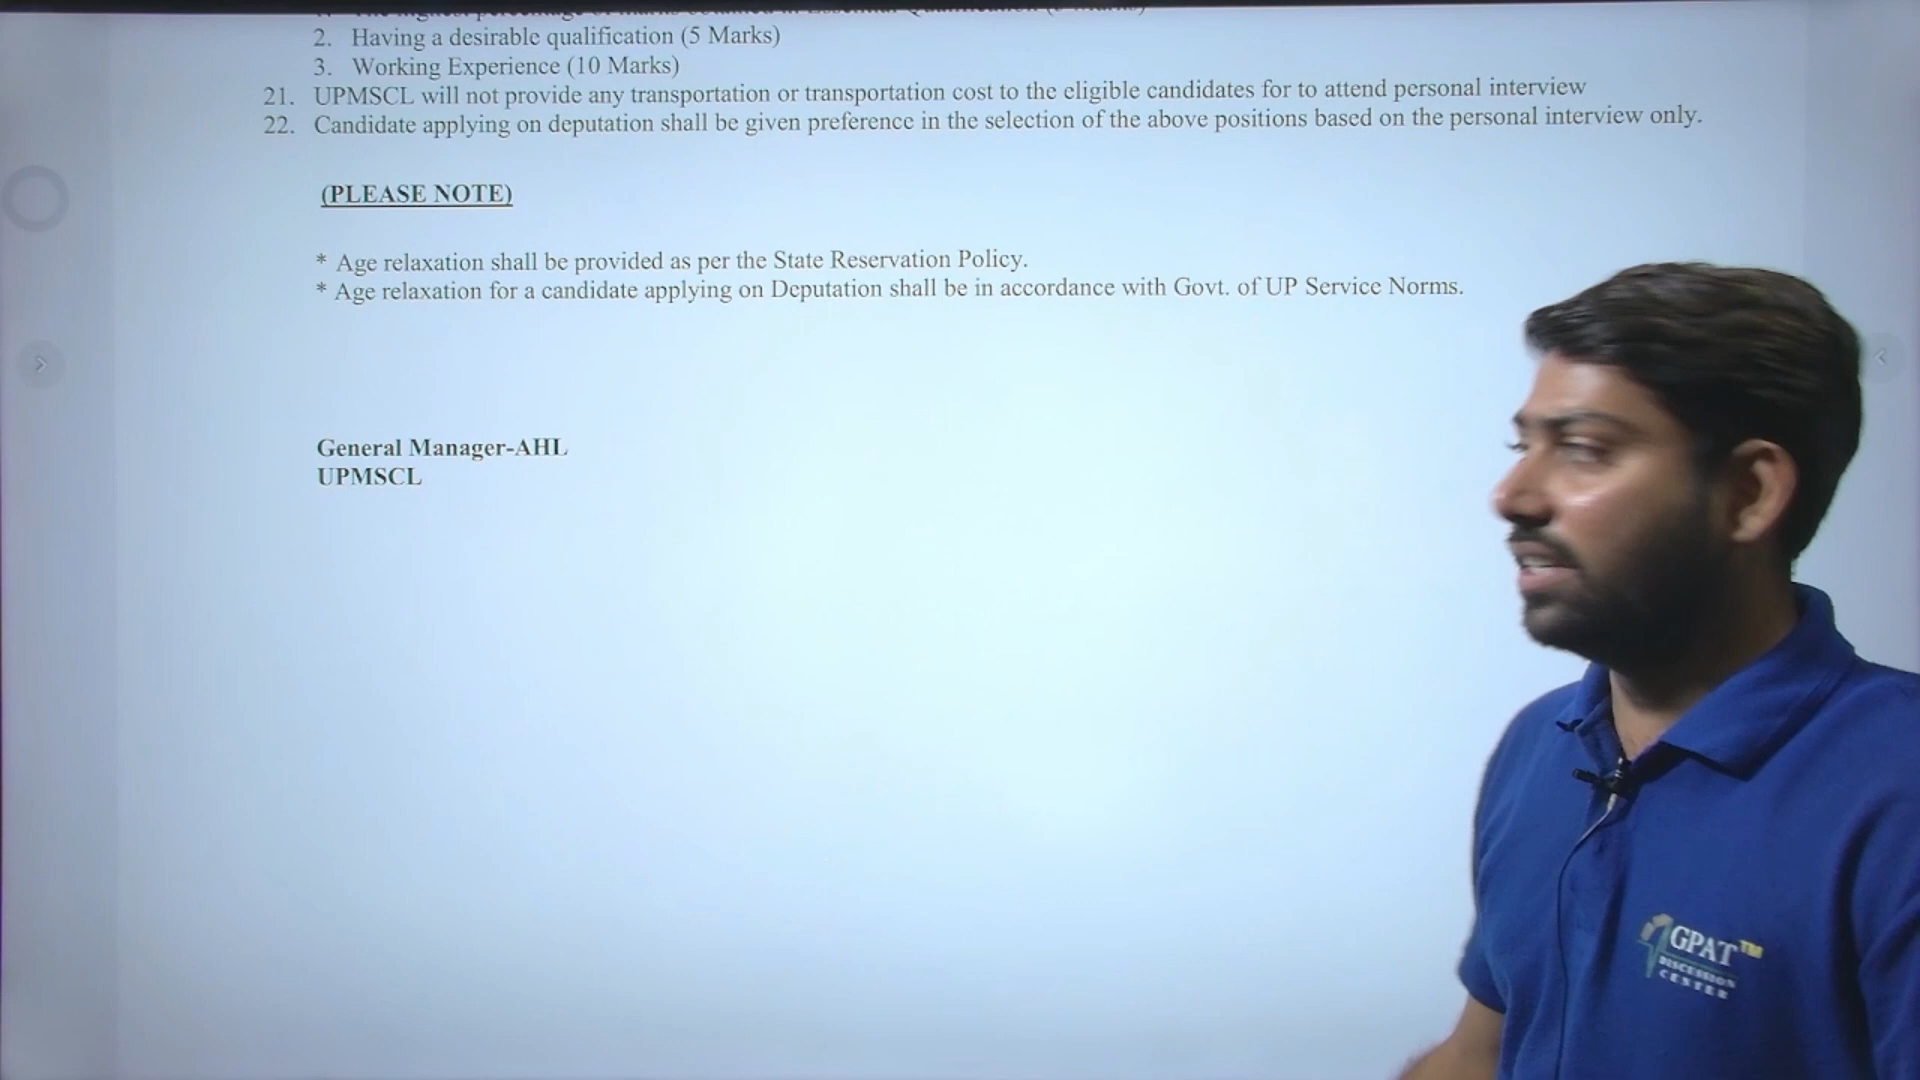 2. Having a desirable qualification (5 Marks)
3. Working Experience (10 Marks)
21. UPMSCL will not provide any transportation or transportation cost to the eligible candidates for to attend personal interview
22. Candidate applying on deputation shall be given preference in the selection of the above positions based on the personal interview only.
(PLEASE NOTE)
* Age relaxation shall be provided as per the State Reservation Policy.
* Age relaxation for a candidate applying on Deputation shall be in accordance with Govt. of UP Service Norms.
General Manager-AHL
UPMSCL
GPAT™
DISCUSSION
CENTER